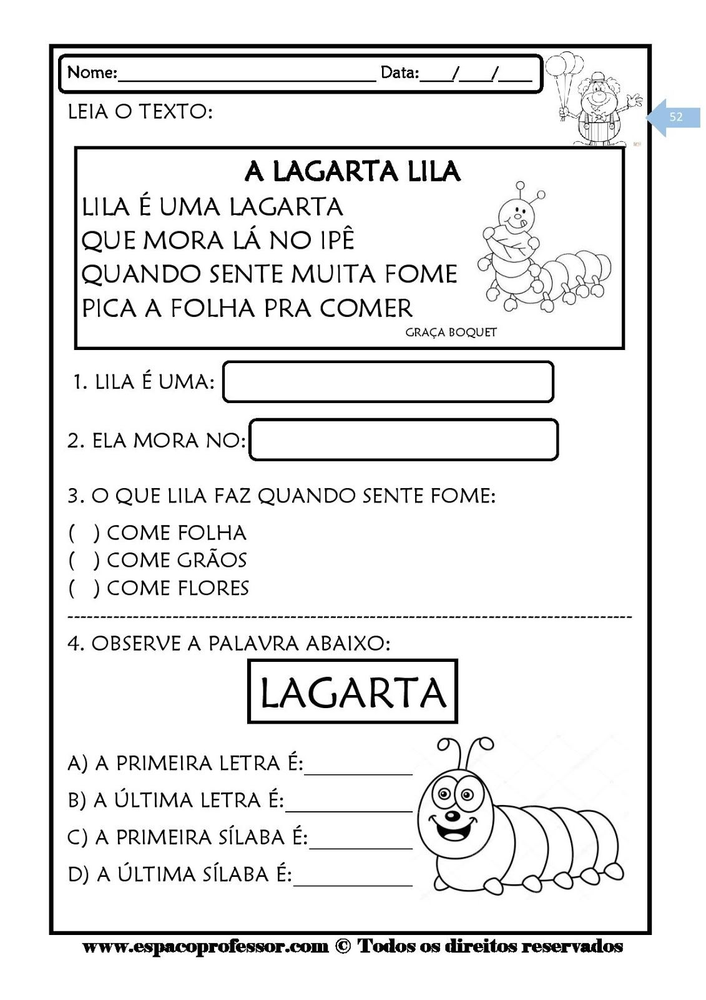 Nome:______________________________ Data:____/____/____
LEIA O TEXTO:
52
A LAGARTA LILA
LILA É UMA LAGARTA
QUE MORA LÁ NO IPÊ
QUANDO SENTE MUITA FOME
PICA A FOLHA PRA COMER
GRAÇA BOQUET
1. LILA É UMA:
2. ELA MORA NO:
3. O QUE LILA FAZ QUANDO SENTE FOME:
( ) COME FOLHA
( ) COME GRÃOS
( ) COME FLORES
4. OBSERVE A PALAVRA ABAIXO:
LAGARTA
A) A PRIMEIRA LETRA É:__________
B) A ÚLTIMA LETRA É:____________
C) A PRIMEIRA SÍLABA É:__________
D) A ÚLTIMA SÍLABA É:___________
www.espacoprofessor.com © Todos os direitos reservados